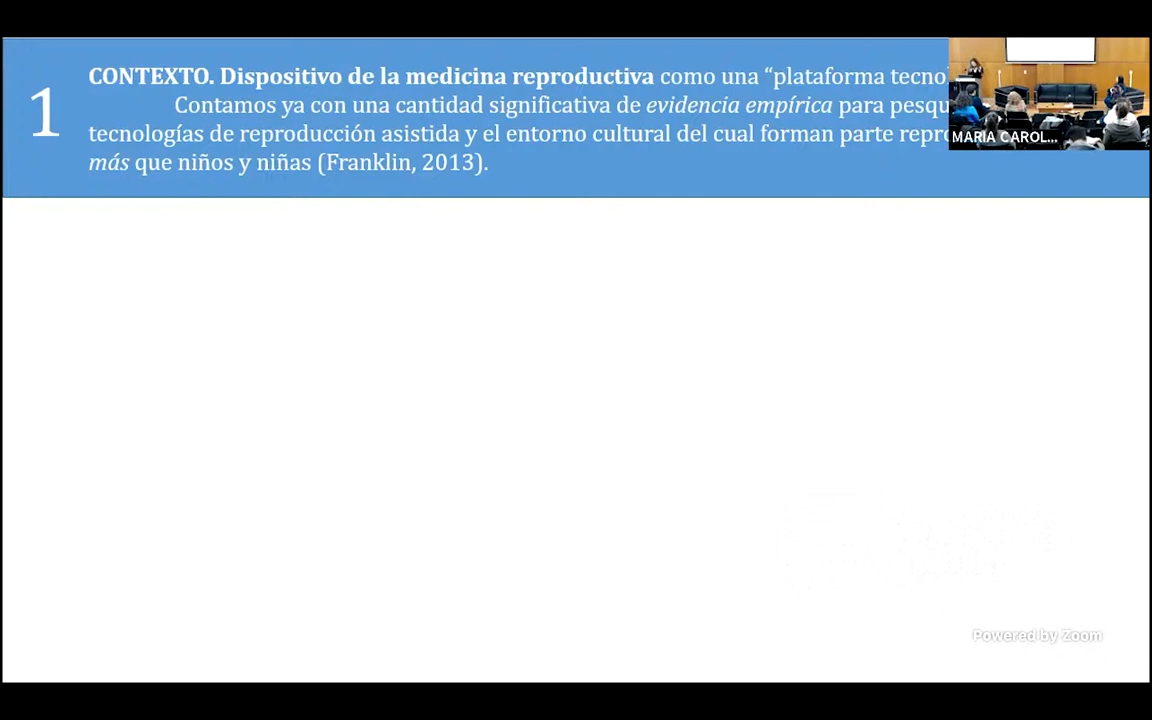 1
CONTEXTO. Dispositivo de la medicina reproductiva como una “plataforma tecno
Contamos ya con una cantidad significativa de evidencia empírica para
tecnologías de reproducción asistida y el entorno cultural del cual forman parte
más que niños y niñas (Franklin, 2013).
MARIA CAROL...
Powered by Zoom